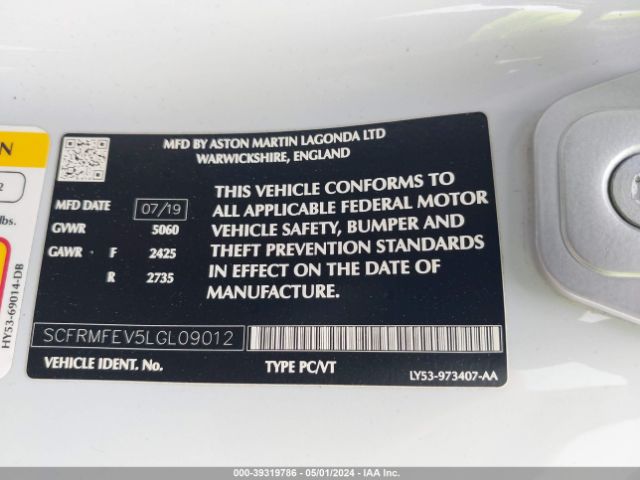 MFD BY ASTON MARTIN LAGONDA LTD
WARWICKSHIRE, ENGLAND
MFD DATE 07/19
GVWR 5060
GAWR F 2425
R 2735
THIS VEHICLE CONFORMS TO
ALL APPLICABLE FEDERAL MOTOR
VEHICLE SAFETY, BUMPER AND
THEFT PREVENTION STANDARDS
IN EFFECT ON THE DATE OF
MANUFACTURE.
SCFRMFEV5LGL09012
VEHICLE IDENT. No. TYPE PC/VT
LY53-973407-AA
N
2
lbs.
HY53-69014-DB
000-39319786 - 05/01/2024 - IAA Inc.